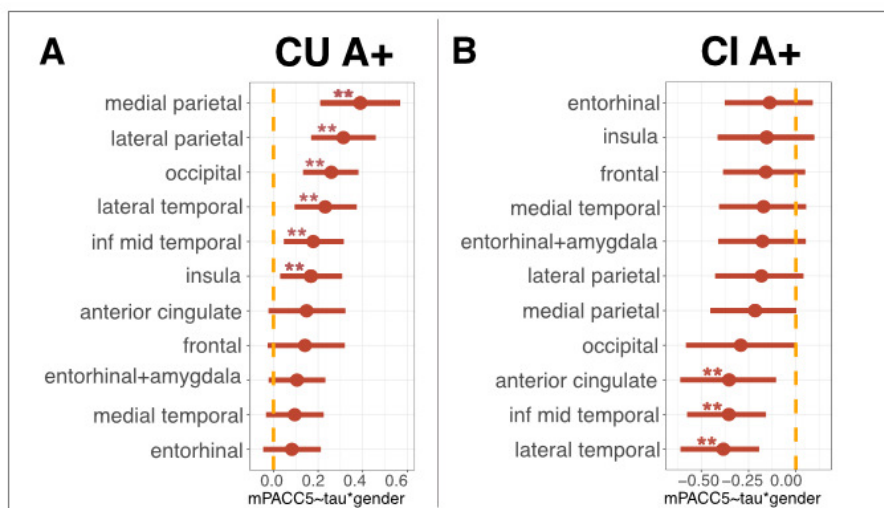 A
CU A+
medial parietal
**
lateral parietal
**
occipital
**
lateral temporal
**
inf mid temporal
**
insula
**
anterior cingulate
frontal
entorhinal+amygdala
medial temporal
entorhinal
0.0 0.2 0.4 0.6
mPACC5~tau*gender
B
CI A+
entorhinal
insula
frontal
medial temporal
entorhinal+amygdala
lateral parietal
medial parietal
occipital
anterior cingulate
**
inf mid temporal
**
lateral temporal
**
−0.50 −0.25 0.00
mPACC5~tau*gender